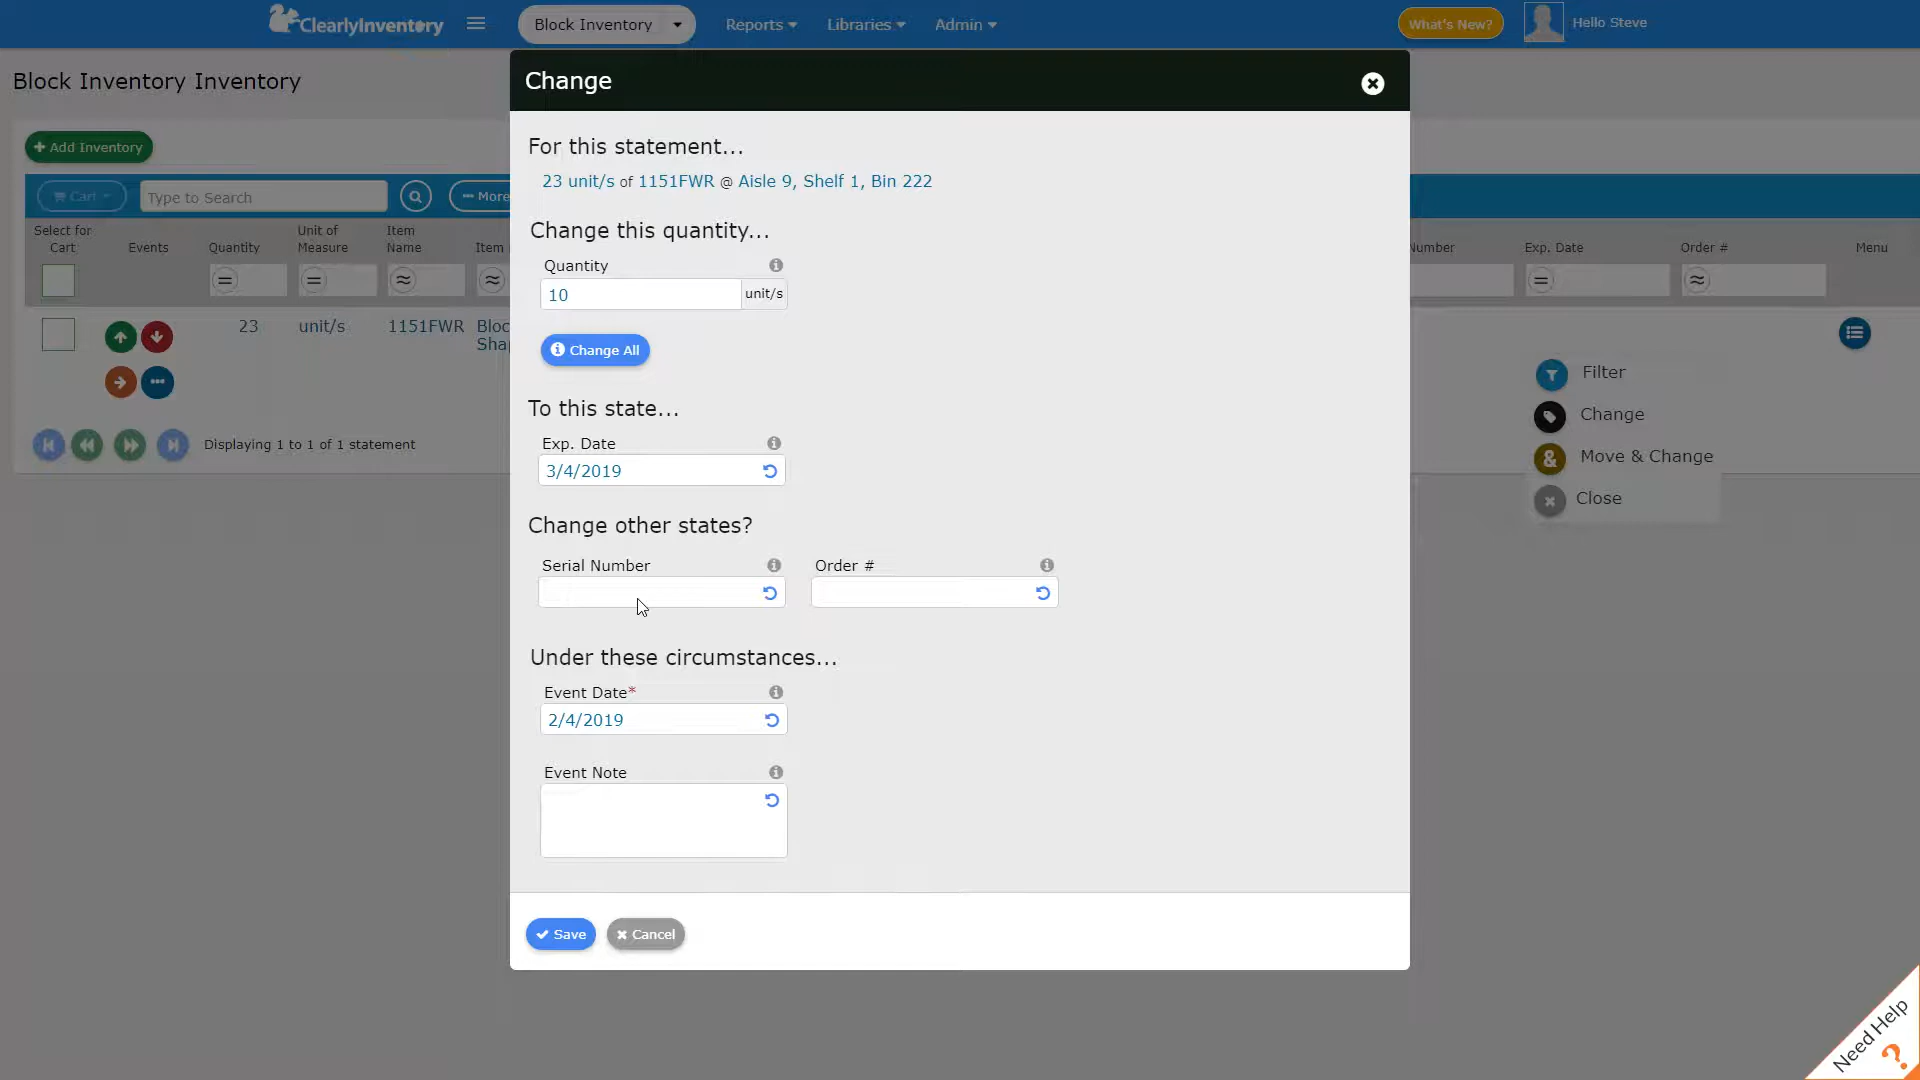 ClearlyInventory
Block Inventory
Reports
Libraries
Admin
What's New?
Hello Steve
Block Inventory Inventory
Change
Add Inventory
For this statement...
23 unit/s of 1151FWR @ Aisle 9, Shelf 1, Bin 222
Cart
Type to Search
More
Change this quantity...
Select for Cart
Events
Quantity
Unit of Measure
Item Name
Item
Number
Exp. Date
Order #
Menu
Quantity
10 unit/s
23
unit/s
1151FWR
Change All
Filter
Change
Move & Change
Close
To this state...
Exp. Date
3/4/2019
Displaying 1 to 1 of 1 statement
Change other states?
Serial Number
Order #
Under these circumstances...
Event Date*
2/4/2019
Event Note
Save
Cancel
Need Help
?